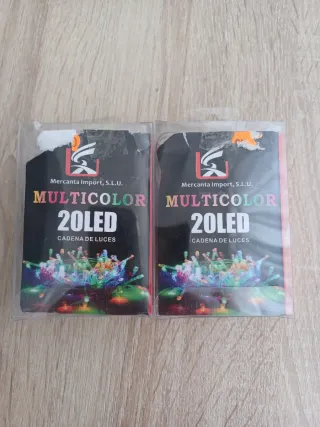 Mercanta Import, S.L.U.
MULTICOLOR
20LED
CADENA DE LUCES
Mercanta Import, S.L.U.
MULTICOLOR
20LED
CADENA DE LUCES